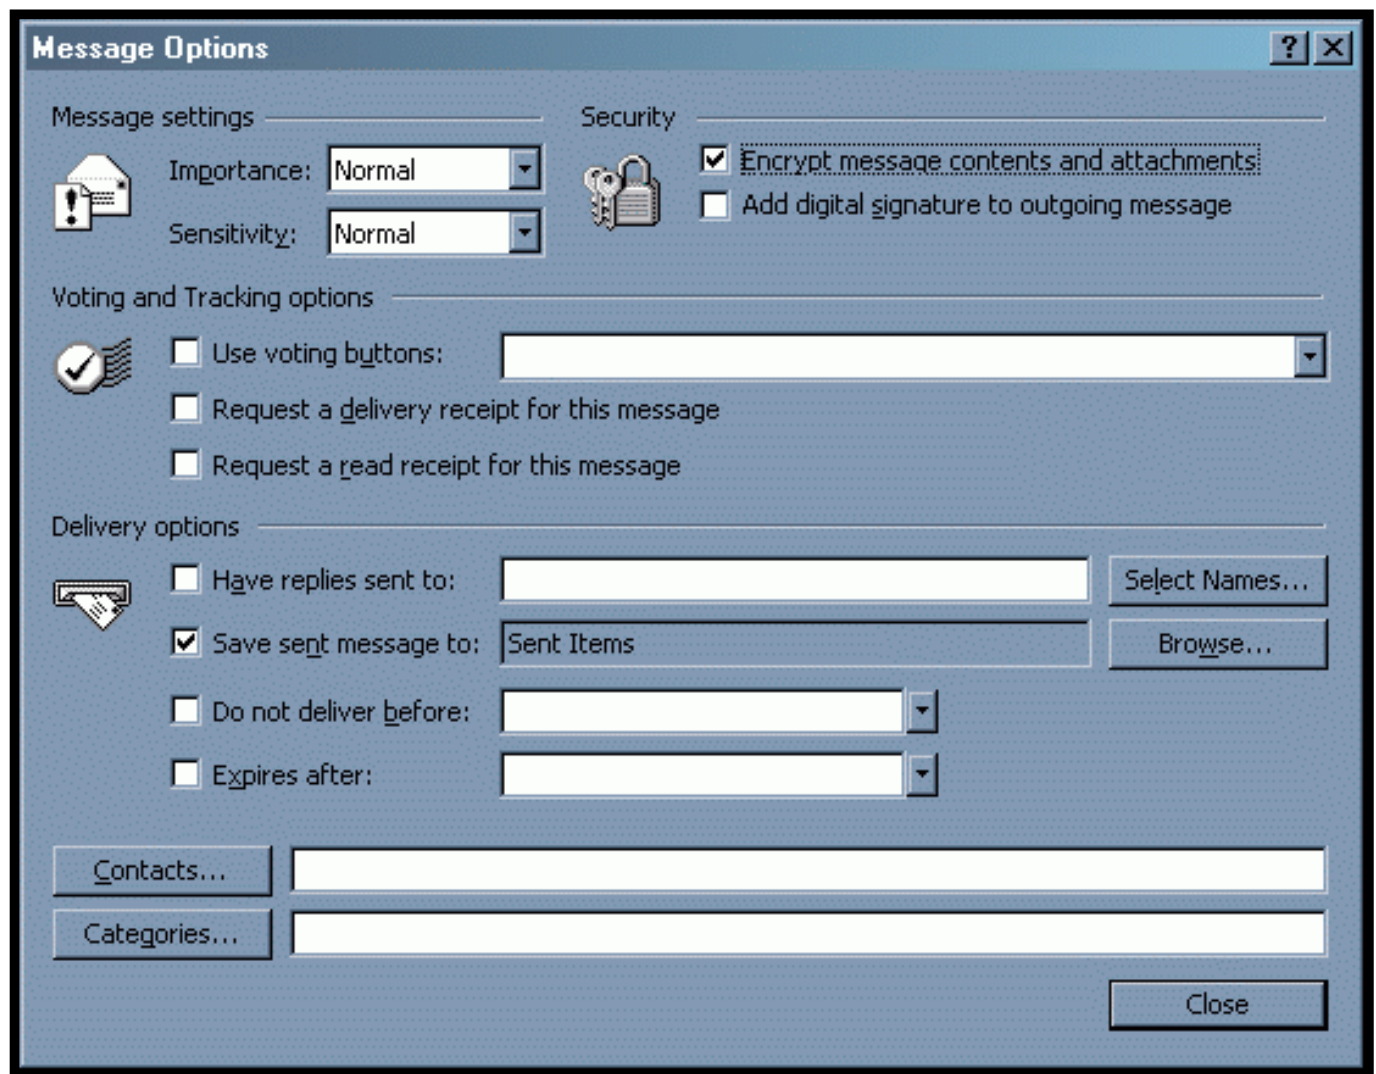 Message Options
Message settings
Importance: Normal
Sensitivity: Normal
Security
Encrypt message contents and attachments
Add digital signature to outgoing message
Voting and Tracking options
Use voting buttons:
Request a delivery receipt for this message
Request a read receipt for this message
Delivery options
Have replies sent to: Select Names...
Save sent message to: Sent Items Browse...
Do not deliver before:
Expires after:
Contacts...
Categories...
Close